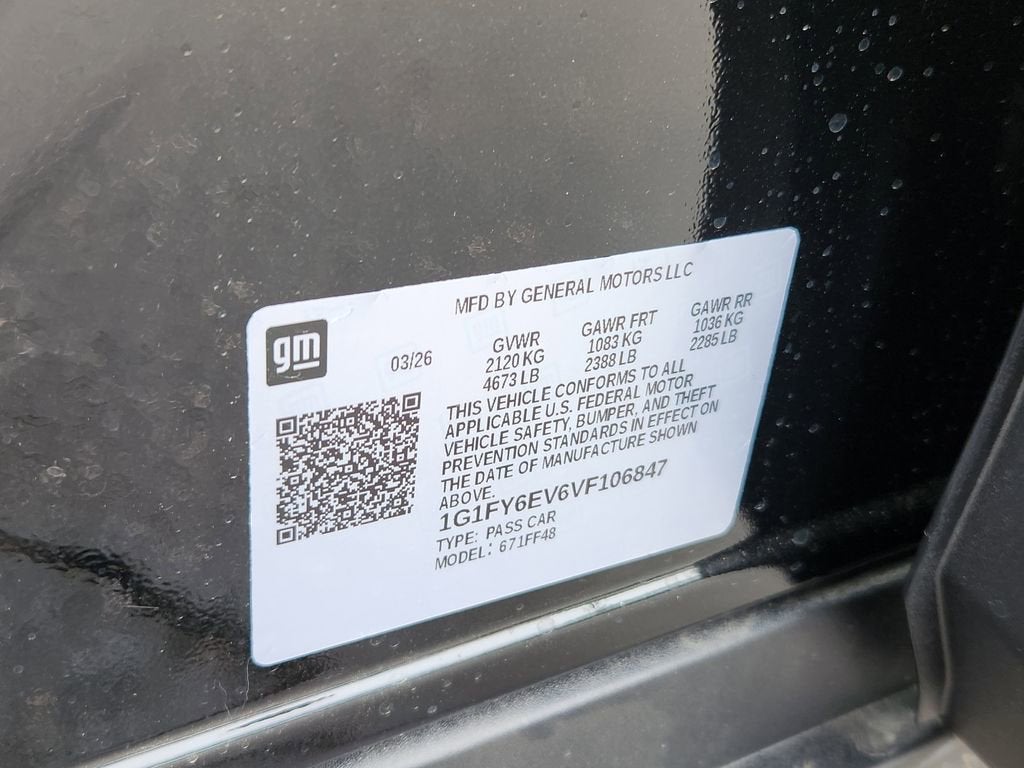 MFD BY GENERAL MOTORS LLC
gm
03/26
GVWR GAWR FRT GAWR RR
2120 KG 1083 KG 1036 KG
4673 LB 2388 LB 2285 LB
THIS VEHICLE CONFORMS TO ALL
APPLICABLE U.S. FEDERAL MOTOR
VEHICLE SAFETY, BUMPER, AND THEFT
PREVENTION STANDARDS IN EFFECT ON
THE DATE OF MANUFACTURE SHOWN
ABOVE.
1G1FY6EV6VF106847
TYPE: PASS CAR
MODEL: 671FF48